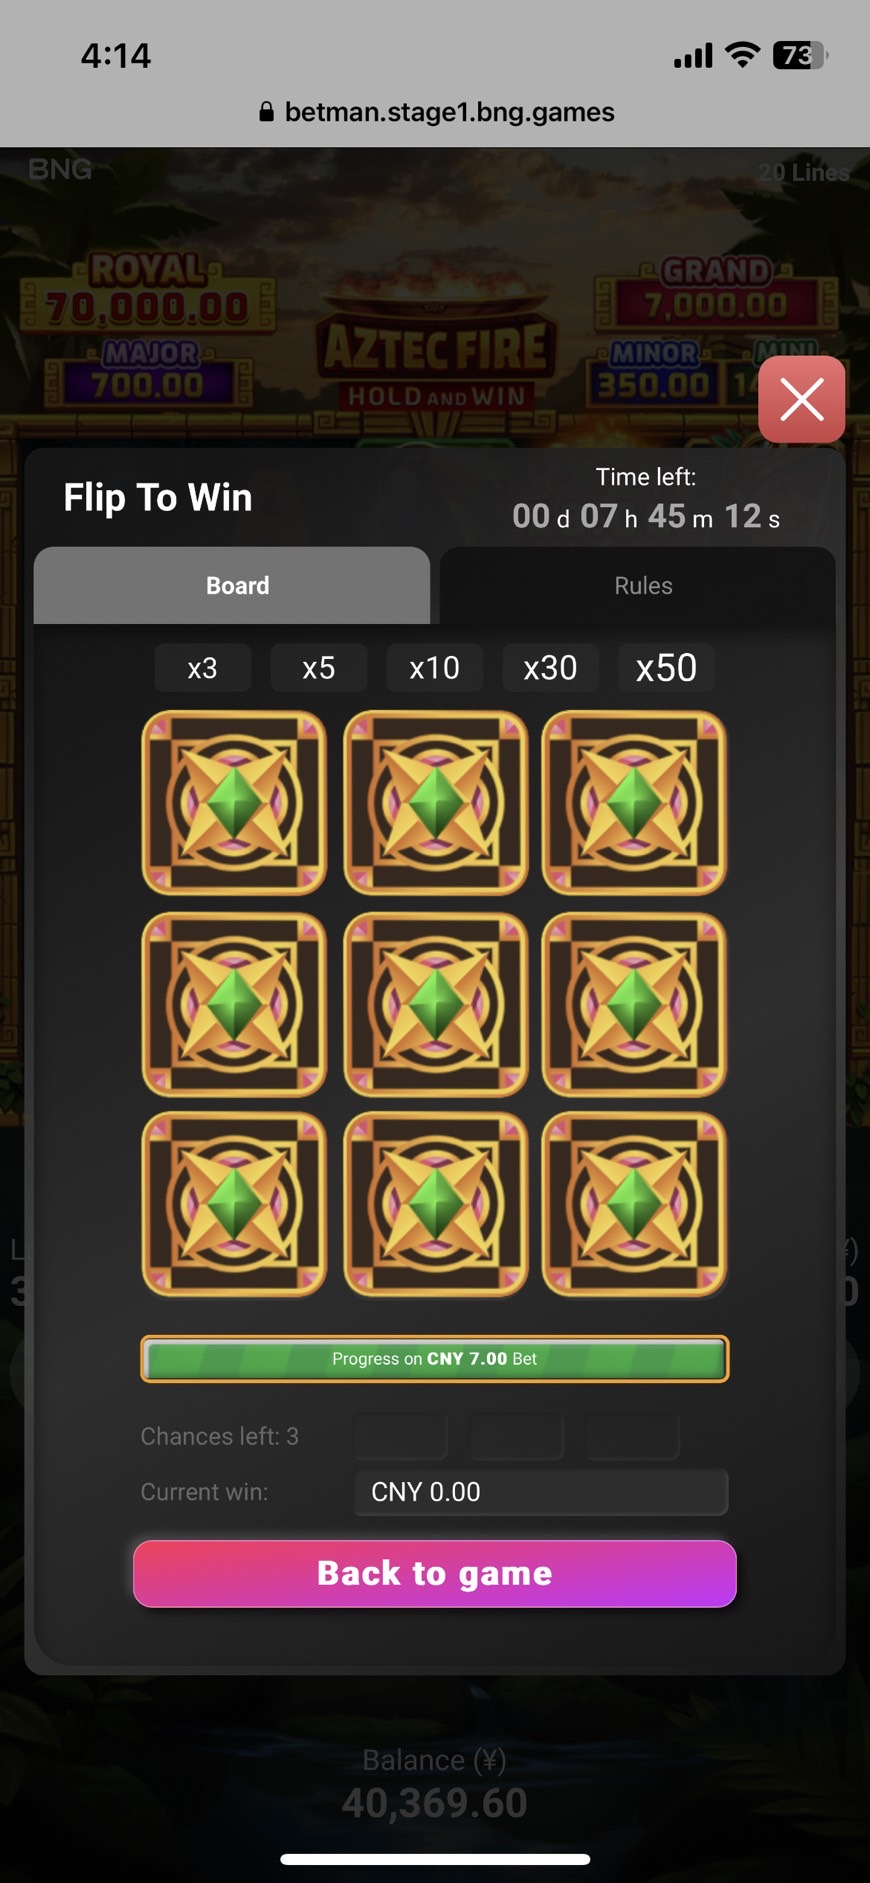 4:14
73
betman.stage1.bng.games
BNG
20 Lines
ROYAL
70,000.00
GRAND
7,000.00
AZTEC FIRE
HOLD AND WIN
MAJOR
700.00
MINOR
350.00
MINI
Flip To Win
Time left:
00 d 07 h 45 m 12 s
Board
Rules
x3
x5
x10
x30
x50
Progress on CNY 7.00 Bet
Chances left: 3
Current win:
CNY 0.00
Back to game
Balance (¥)
40,369.60